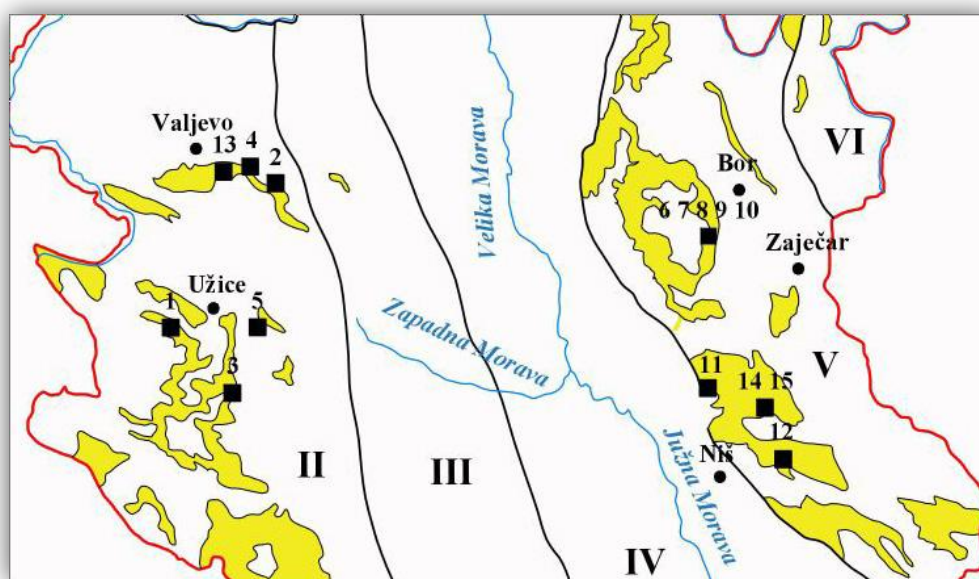 Valjevo
13 4
2
Velika Morava
Bor
6 7 8 9 10
VI
Zaječar
Užice
1
5
Zapadna Morava
3
11
14 15
V
12
II
III
Južna Morava
Niš
IV